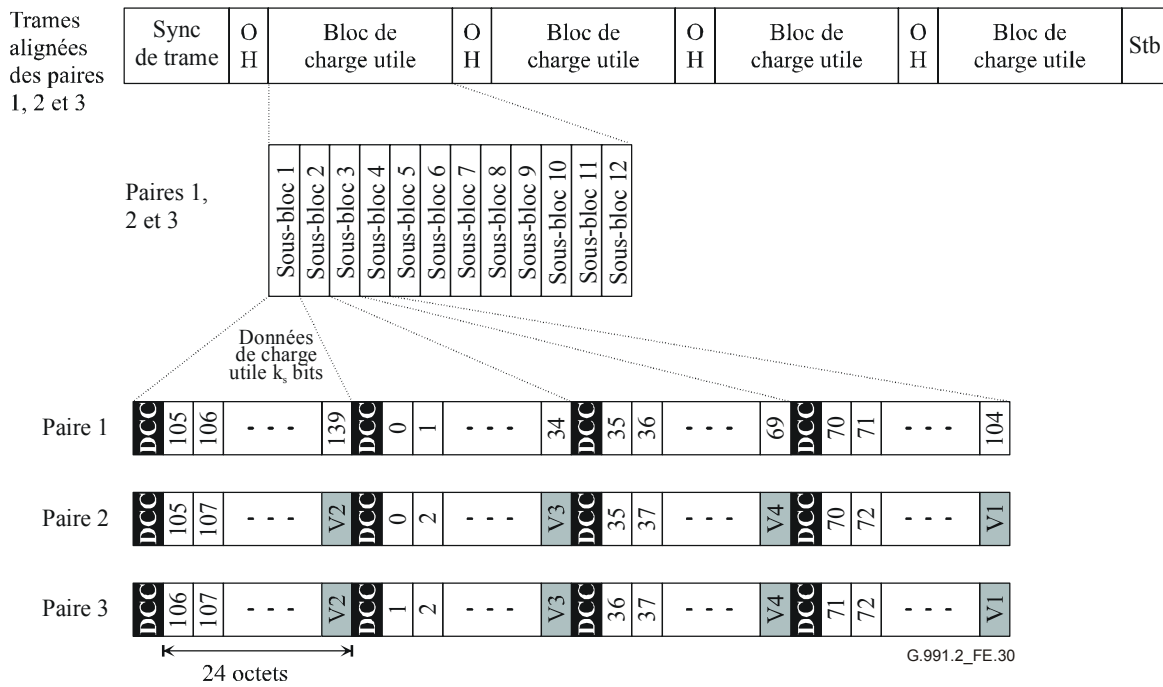 Trames
alignées
des paires
1, 2 et 3
Sync
de trame
O
H
Bloc de
charge utile
O
H
Bloc de
charge utile
O
H
Bloc de
charge utile
O
H
Bloc de
charge utile
Stb
Paires 1,
2 et 3
Sous-bloc 1
Sous-bloc 2
Sous-bloc 3
Sous-bloc 4
Sous-bloc 5
Sous-bloc 6
Sous-bloc 7
Sous-bloc 8
Sous-bloc 9
Sous-bloc 10
Sous-bloc 11
Sous-bloc 12
Données
de charge
utile ks bits
Paire 1 DCC 105 106 - - - 139 DCC 0 1 - - - 34 DCC 35 36 - - - 69 DCC 70 71 - - - 104
Paire 2 DCC 105 107 - - - V2 DCC 0 2 - - - V3 DCC 35 37 - - - V4 DCC 70 72 - - - V1
Paire 3 DCC 106 107 - - - V2 DCC 1 2 - - - V3 DCC 36 37 - - - V4 DCC 71 72 - - - V1
24 octets
G.991.2_FE.30